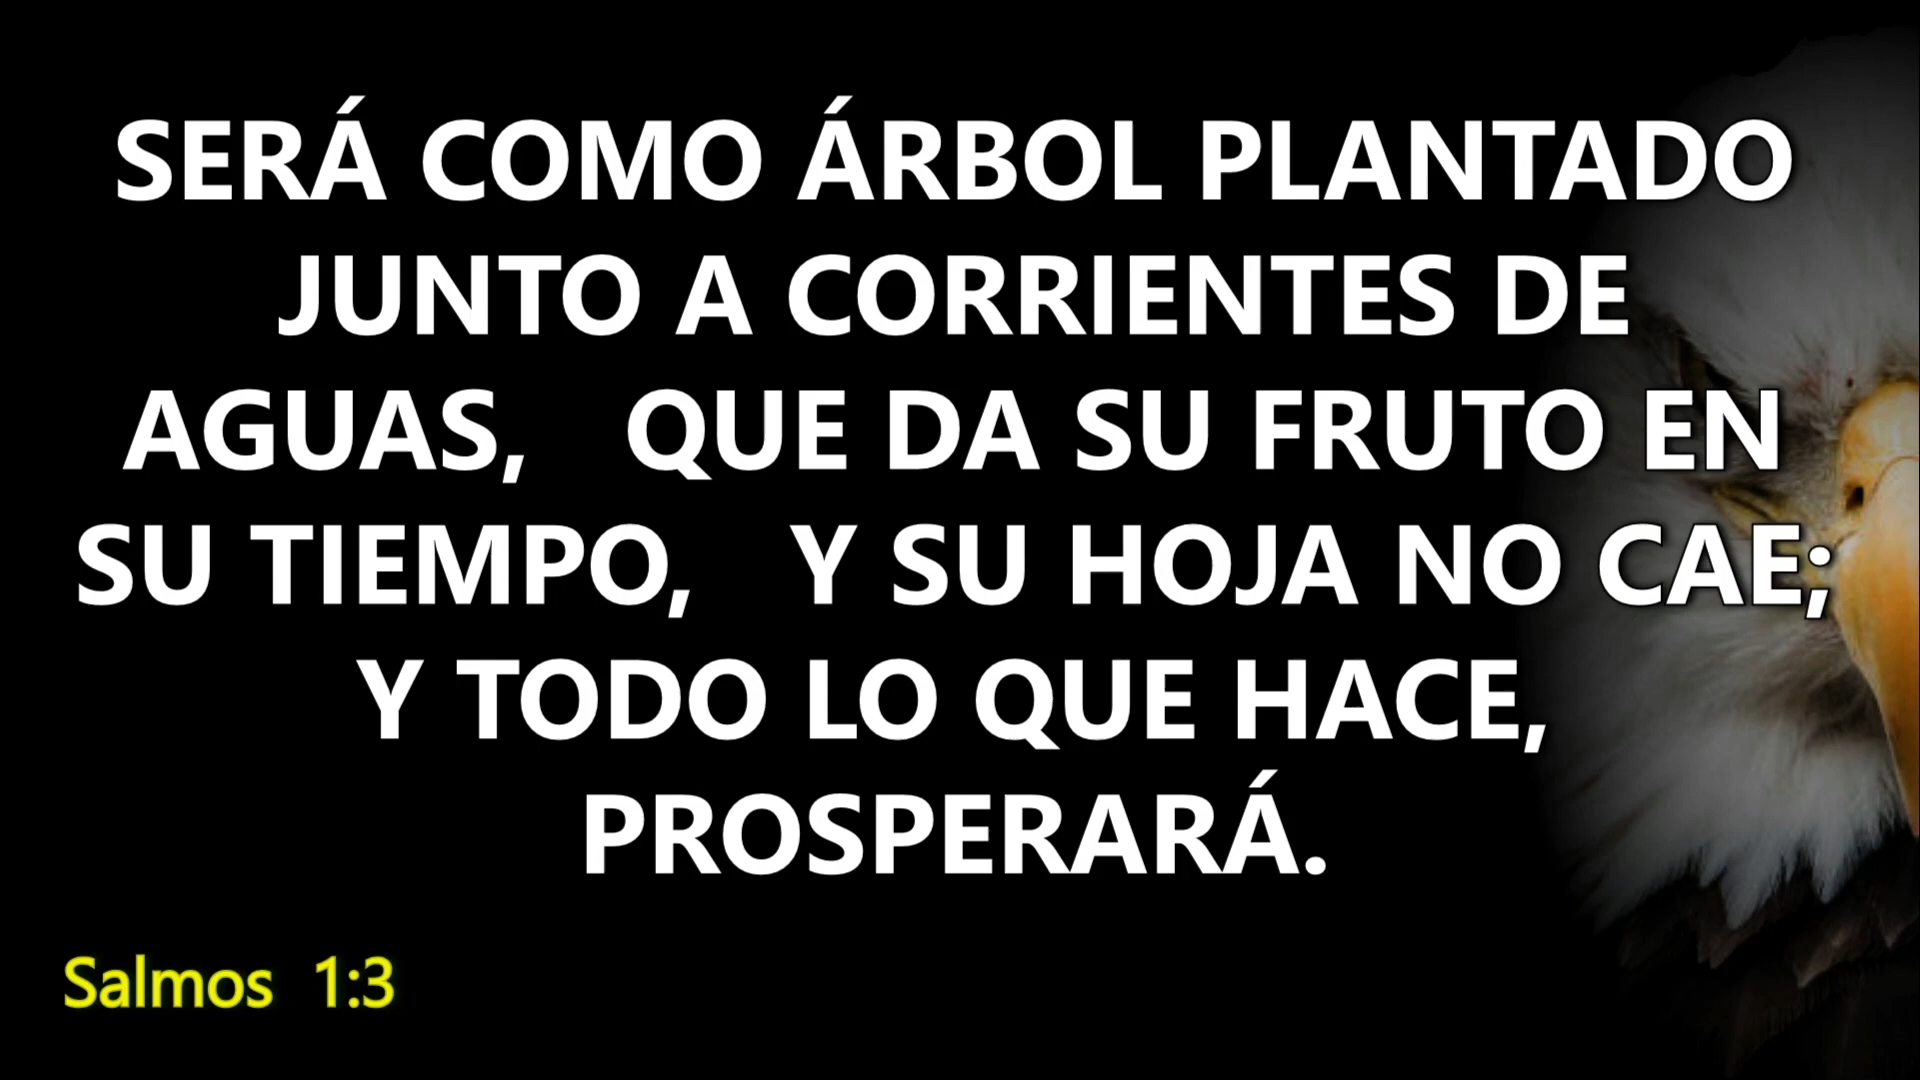 SERÁ COMO ÁRBOL PLANTADO
JUNTO A CORRIENTES DE
AGUAS,   QUE DA SU FRUTO EN
SU TIEMPO,   Y SU HOJA NO CAE;
Y TODO LO QUE HACE,
PROSPERARÁ.
Salmos  1:3